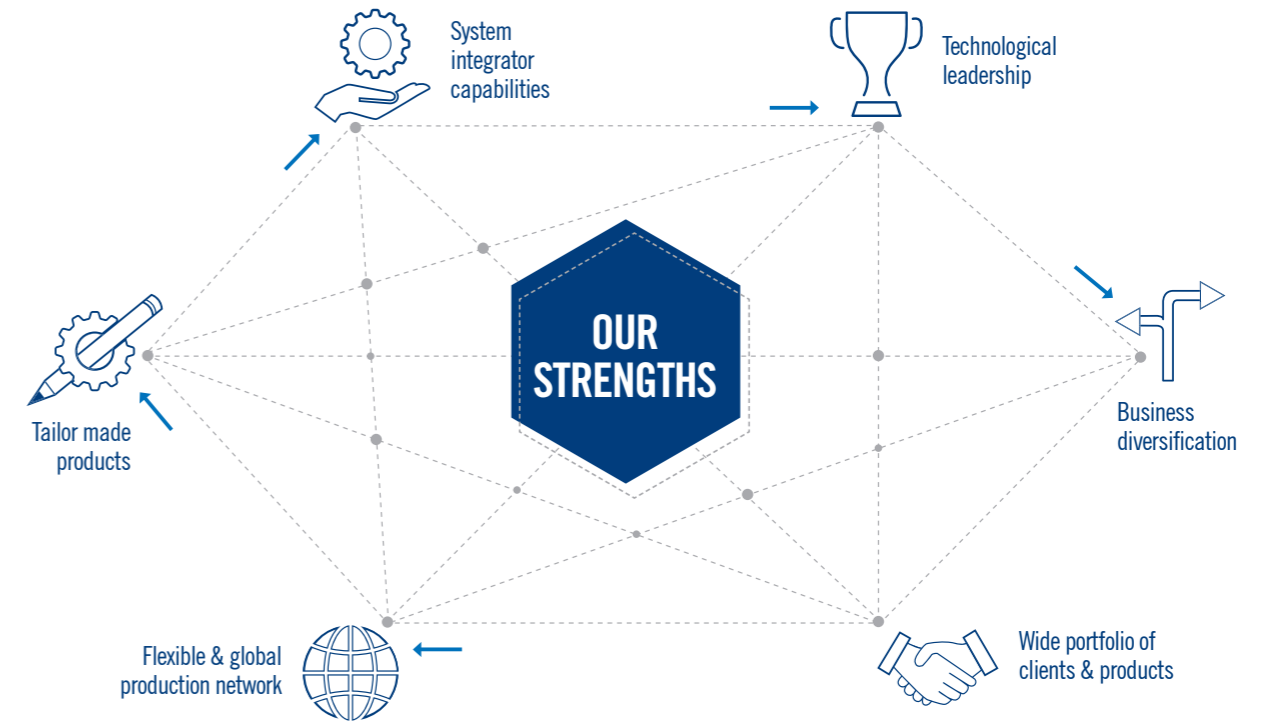 System
integrator
capabilities
Technological
leadership
OUR
STRENGTHS
Tailor made
products
Business
diversification
Flexible & global
production network
Wide portfolio of
clients & products